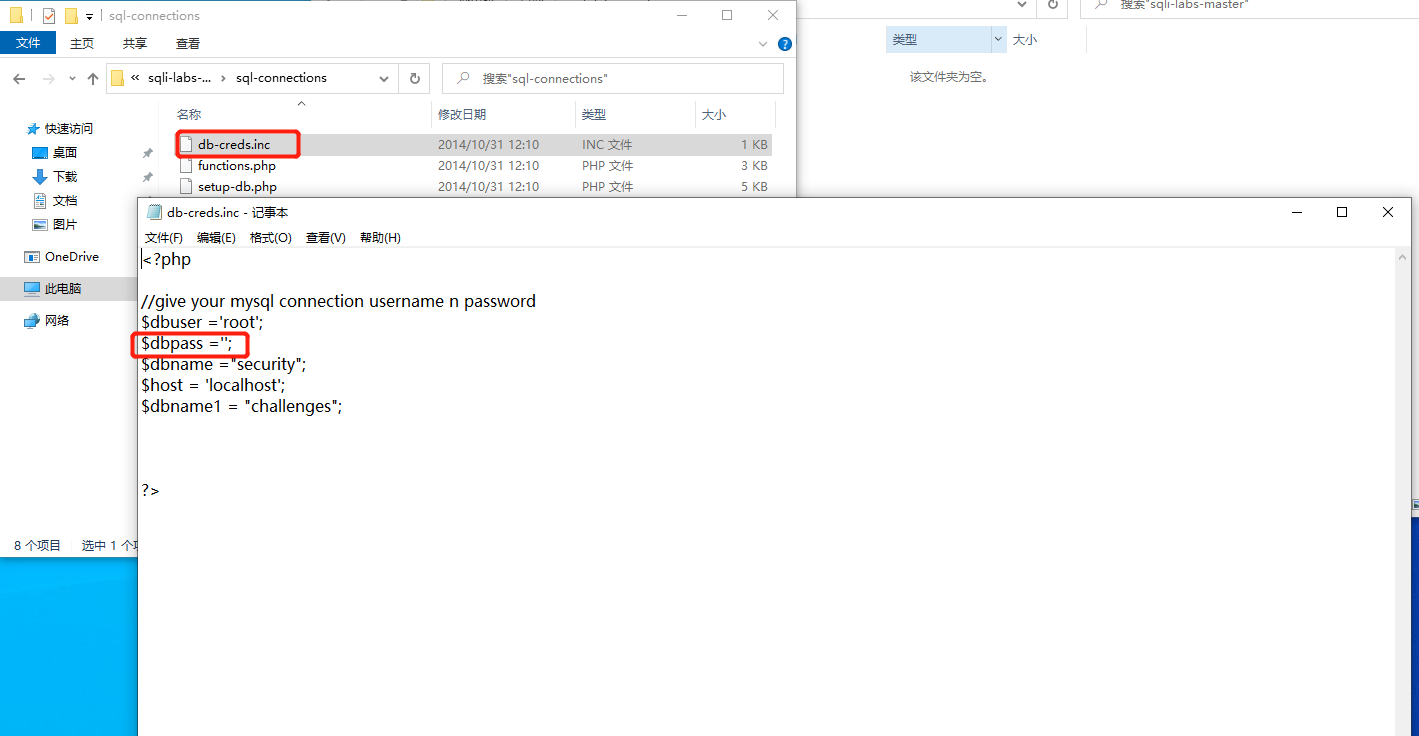 sql-connections
搜索"sqli-labs-master"
文件 主页 共享 查看
类型 大小
« sqli-labs-... › sql-connections
搜索"sql-connections"
该文件夹为空。
名称 修改日期 类型 大小
快速访问
桌面
下载
文档
图片
OneDrive
此电脑
网络
db-creds.inc 2014/10/31 12:10 INC 文件 1 KB
functions.php 2014/10/31 12:10 PHP 文件 3 KB
setup-db.php 2014/10/31 12:10 PHP 文件 5 KB
db-creds.inc - 记事本
文件(F) 编辑(E) 格式(O) 查看(V) 帮助(H)
<?php
//give your mysql connection username n password
$dbuser ='root';
$dbpass ='';
$dbname ="security";
$host = 'localhost';
$dbname1 = "challenges";
?>
8 个项目 选中 1 个